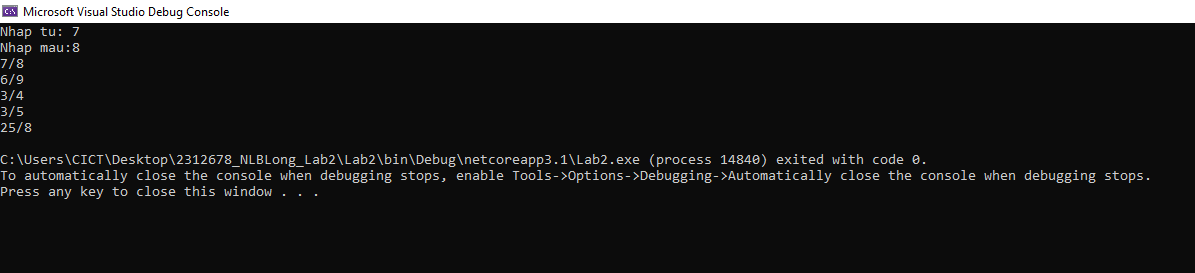 Microsoft Visual Studio Debug Console
Nhap tu: 7
Nhap mau:8
7/8
6/9
3/4
3/5
25/8
C:\Users\CICT\Desktop\2312678_NLBLong_Lab2\Lab2\bin\Debug\netcoreapp3.1\Lab2.exe (process 14840) exited with code 0.
To automatically close the console when debugging stops, enable Tools->Options->Debugging->Automatically close the console when debugging stops.
Press any key to close this window . . .